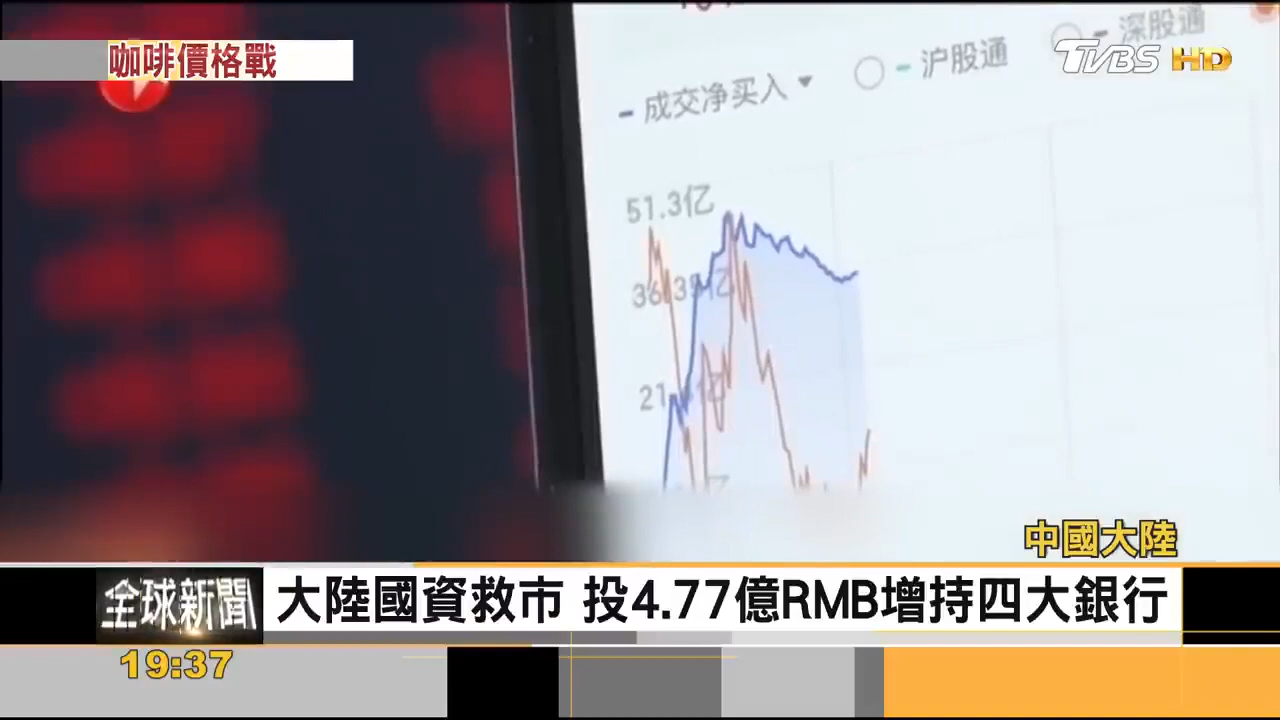 咖啡價格戰
TVBS HD
深股通
沪股通
成交净买入
51.3亿
中國大陸
全球新聞
大陸國資救市 投4.77億RMB增持四大銀行
19:37